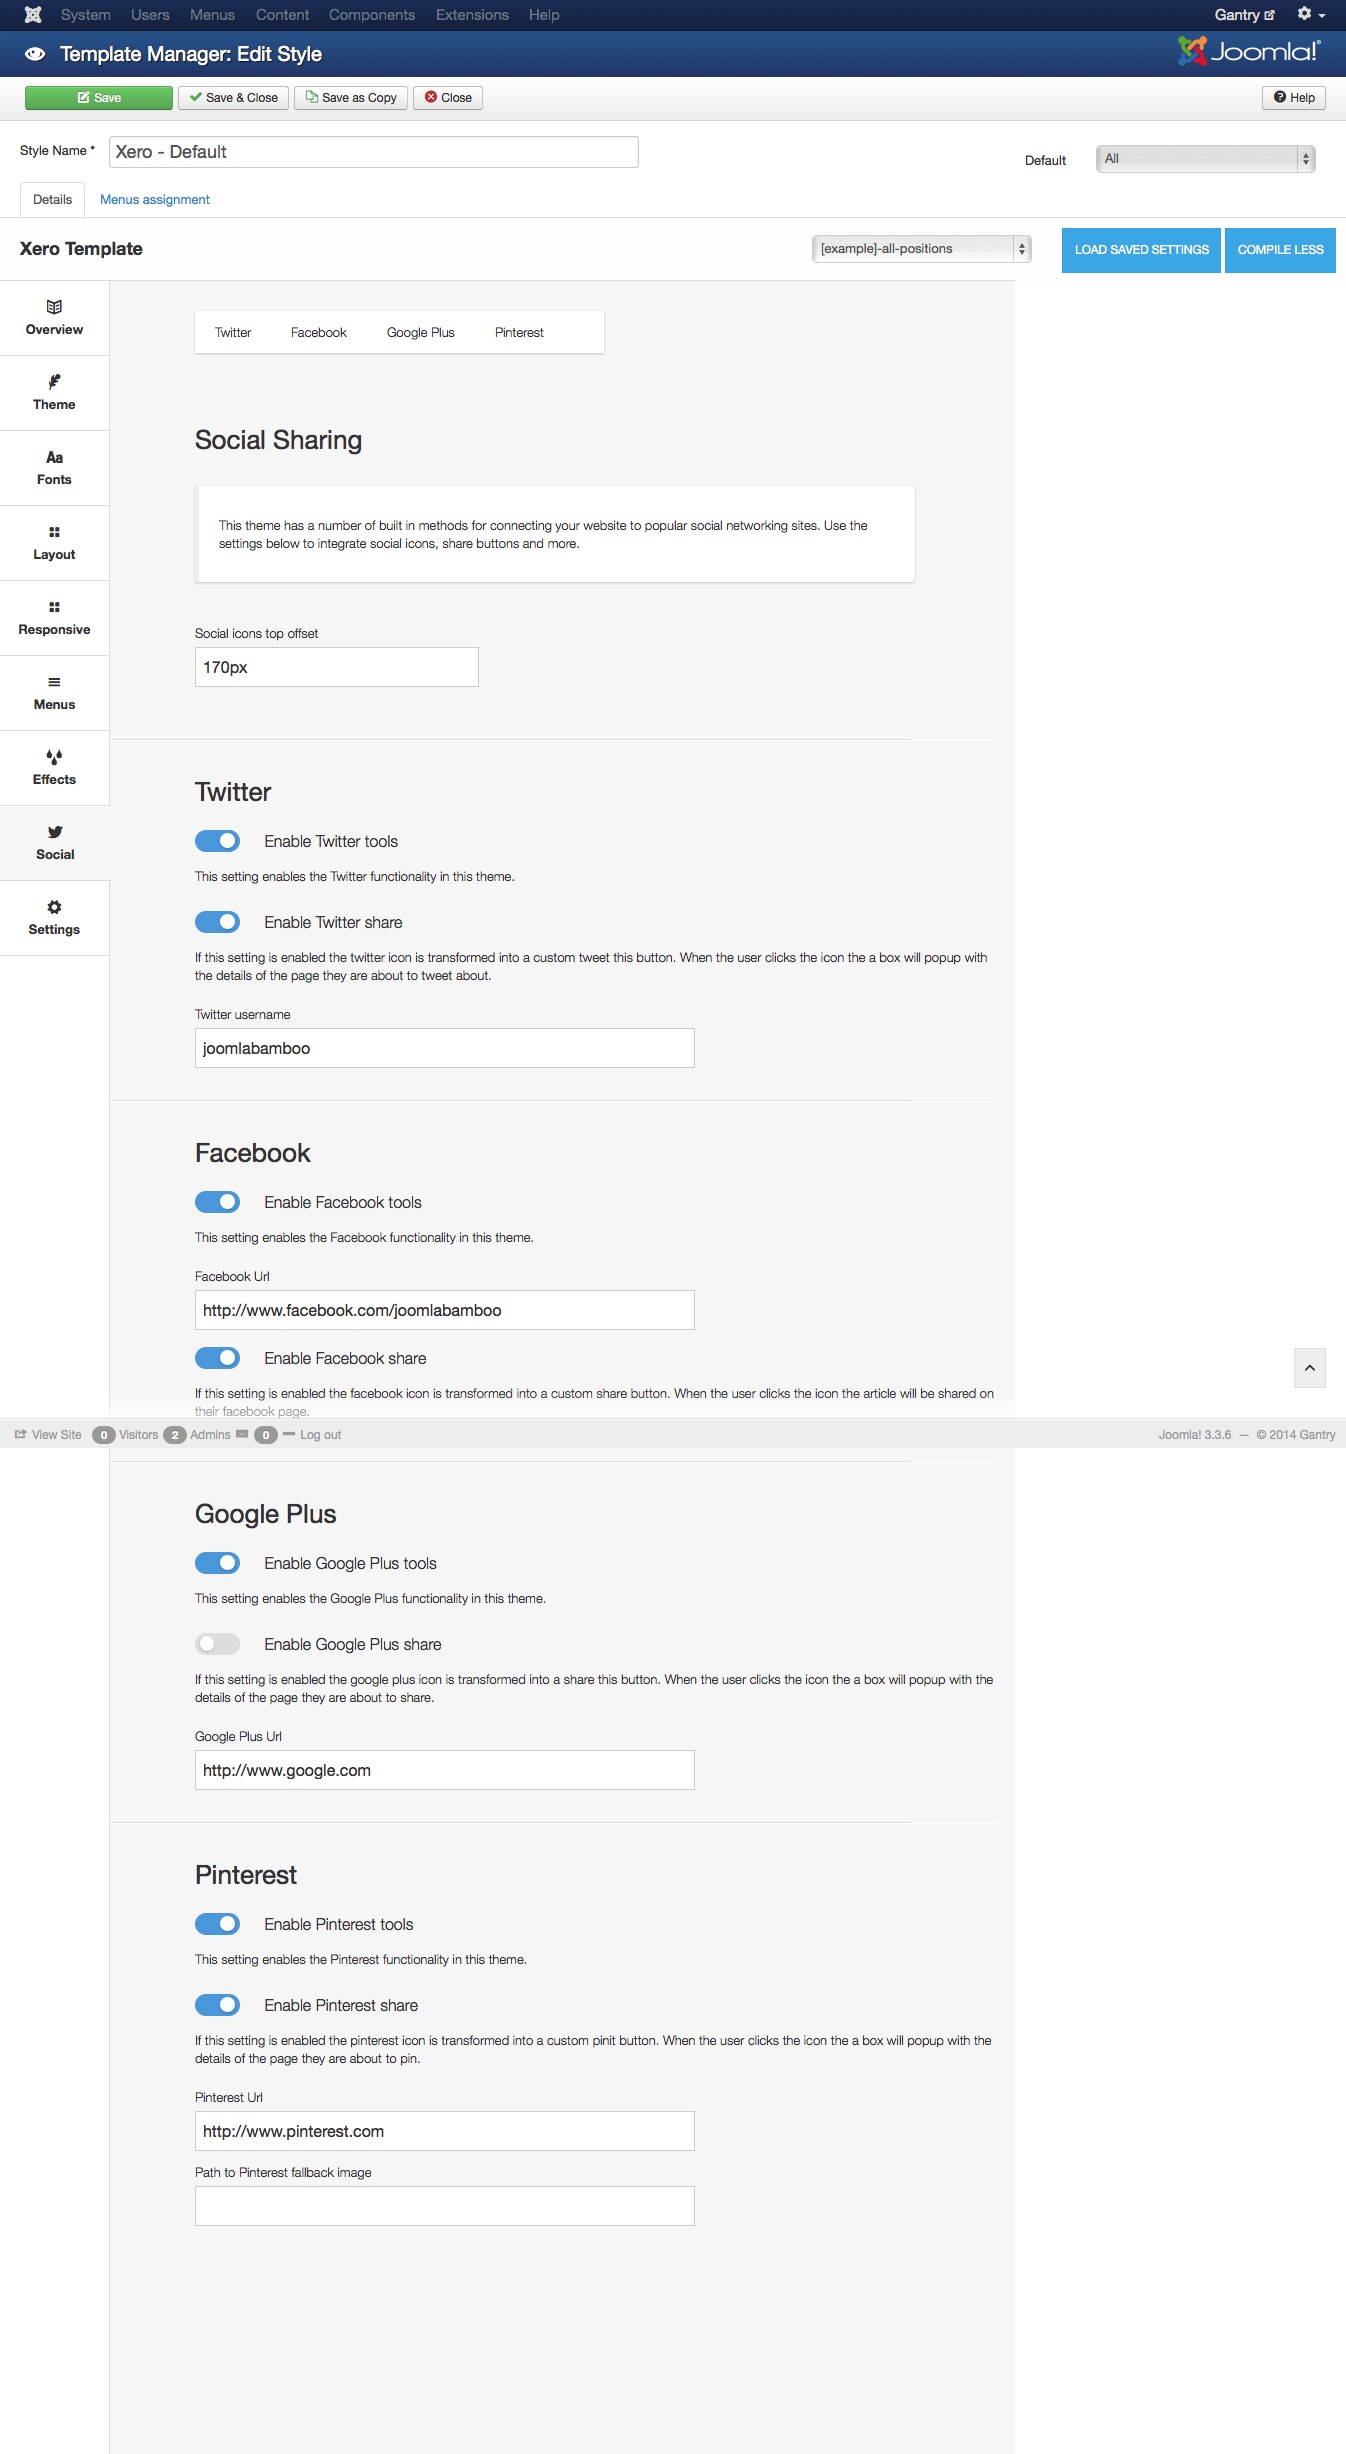 System Users Menus Content Components Extensions Help Gantry
Template Manager: Edit Style Joomla!®
Save Save & Close Save as Copy Close Help
Style Name * Xero - Default Default All
Details Menus assignment
Xero Template [example]-all-positions LOAD SAVED SETTINGS COMPILE LESS
Overview
Theme
Aa
Fonts
Layout
Responsive
Menus
Effects
Social
Settings
Twitter Facebook Google Plus Pinterest
Social Sharing
This theme has a number of built in methods for connecting your website to popular social networking sites. Use the
settings below to integrate social icons, share buttons and more.
Social icons top offset
170px
Twitter
Enable Twitter tools
This setting enables the Twitter functionality in this theme.
Enable Twitter share
If this setting is enabled the twitter icon is transformed into a custom tweet this button. When the user clicks the icon the a box will popup with
the details of the page they are about to tweet about.
Twitter username
joomlabamboo
Facebook
Enable Facebook tools
This setting enables the Facebook functionality in this theme.
Facebook Url
http://www.facebook.com/joomlabamboo
Enable Facebook share
If this setting is enabled the facebook icon is transformed into a custom share button. When the user clicks the icon the article will be shared on
their facebook page.
View Site 0 Visitors 2 Admins 0 Log out Joomla! 3.3.6 — © 2014 Gantry
Google Plus
Enable Google Plus tools
This setting enables the Google Plus functionality in this theme.
Enable Google Plus share
If this setting is enabled the google plus icon is transformed into a share this button. When the user clicks the icon the a box will popup with the
details of the page they are about to share.
Google Plus Url
http://www.google.com
Pinterest
Enable Pinterest tools
This setting enables the Pinterest functionality in this theme.
Enable Pinterest share
If this setting is enabled the pinterest icon is transformed into a custom pinit button. When the user clicks the icon the a box will popup with the
details of the page they are about to pin.
Pinterest Url
http://www.pinterest.com
Path to Pinterest fallback image